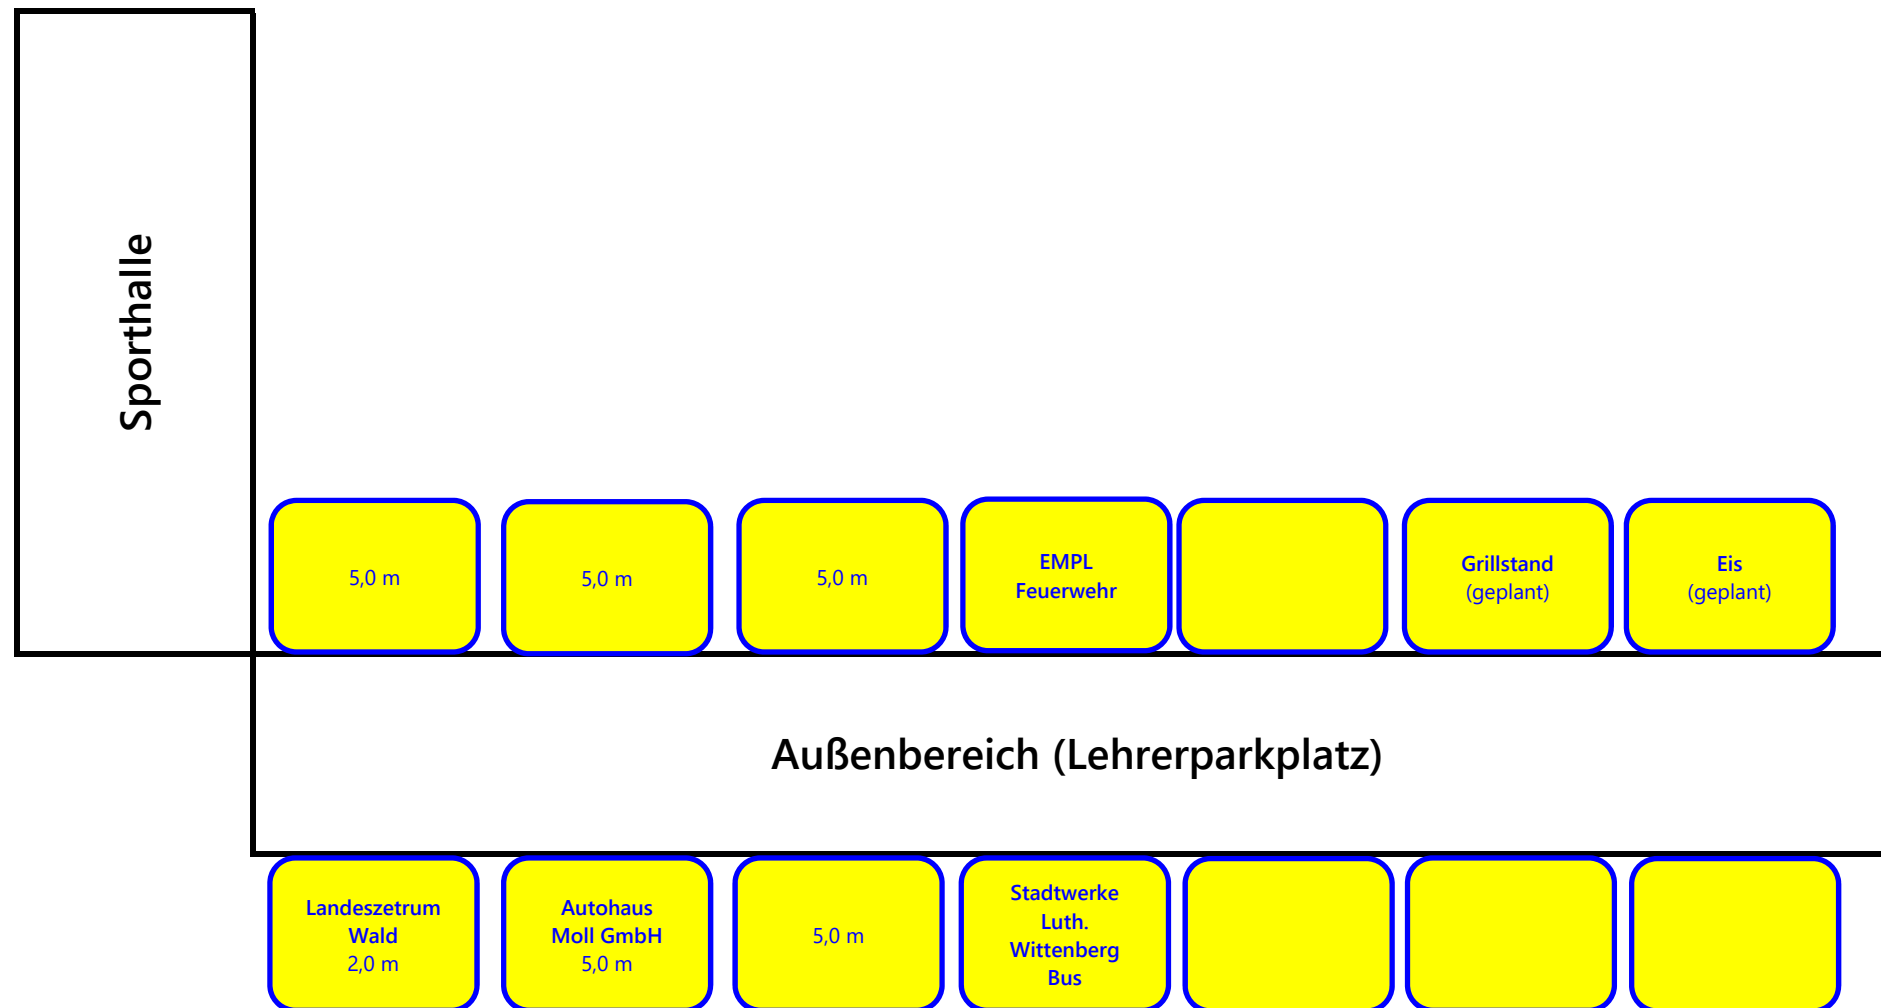 Sporthalle
5,0 m
5,0 m
5,0 m
EMPL
Feuerwehr
Grillstand
(geplant)
Eis
(geplant)
Außenbereich (Lehrerparkplatz)
Landeszetrum
Wald
2,0 m
Autohaus
Moll GmbH
5,0 m
5,0 m
Stadtwerke
Luth.
Wittenberg
Bus